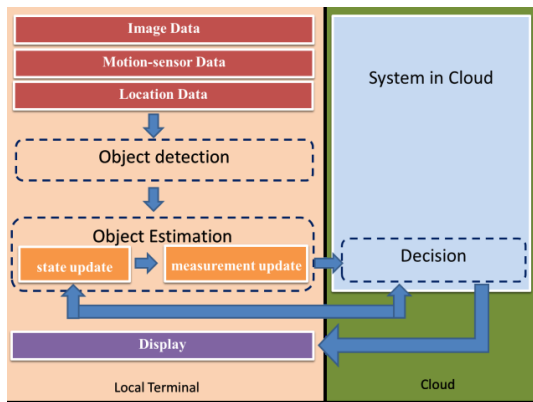 Image Data
Motion-sensor Data
Location Data
System in Cloud
Object detection
Object Estimation
state update
measurement update
Decision
Display
Local Terminal
Cloud